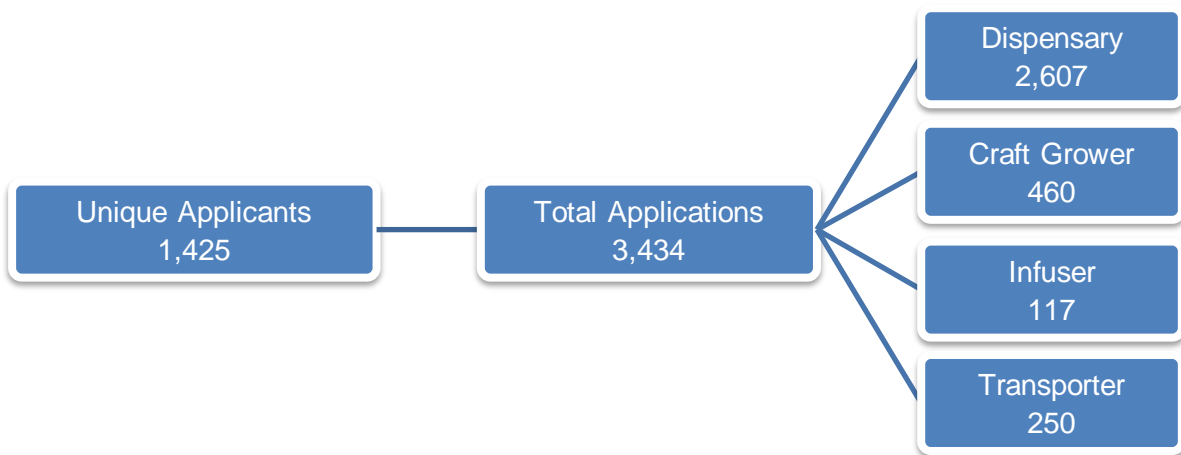 Unique Applicants
1,425
Total Applications
3,434
Dispensary
2,607
Craft Grower
460
Infuser
117
Transporter
250